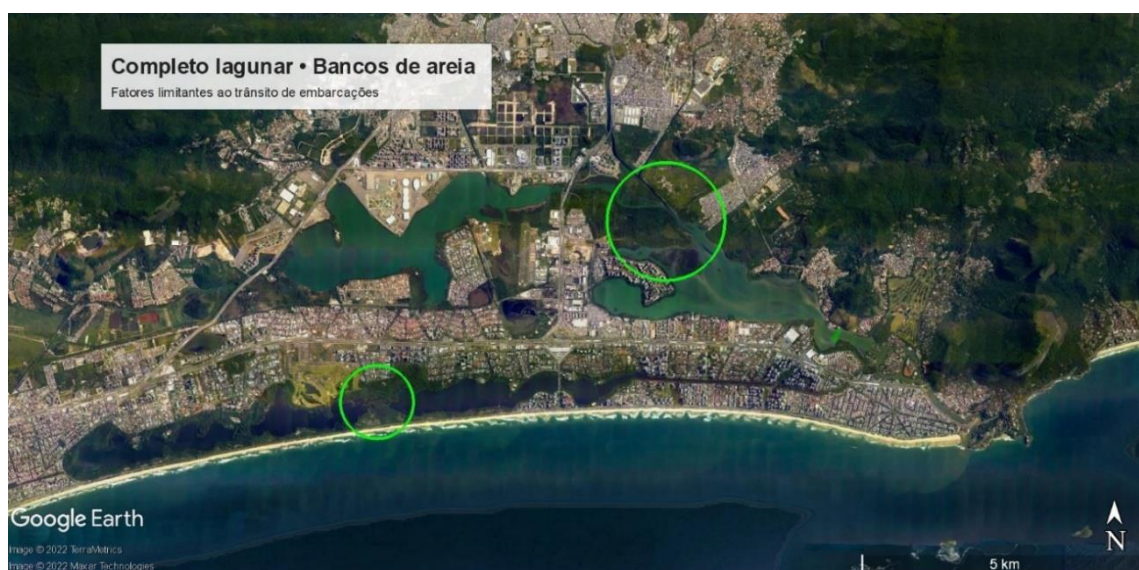 Completo lagunar • Bancos de areia
Fatores limitantes ao trânsito de embarcações
Google Earth
Image © 2022 TerraMetrics
Image © 2022 Maxar Technologies
N
5 km